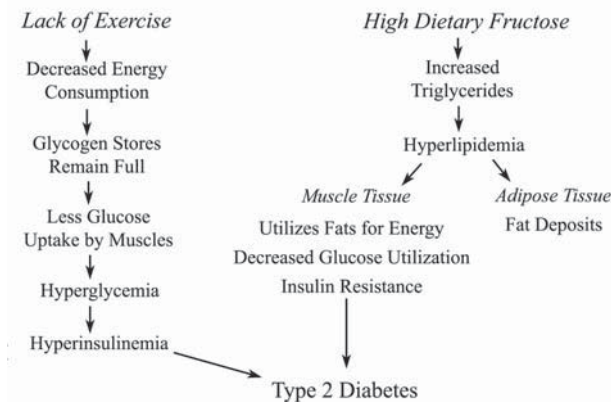 Lack of Exercise
Decreased Energy
Consumption
Glycogen Stores
Remain Full
Less Glucose
Uptake by Muscles
Hyperglycemia
Hyperinsulinemia
High Dietary Fructose
Increased
Triglycerides
Hyperlipidemia
Muscle Tissue
Utilizes Fats for Energy
Decreased Glucose Utilization
Insulin Resistance
Adipose Tissue
Fat Deposits
Type 2 Diabetes